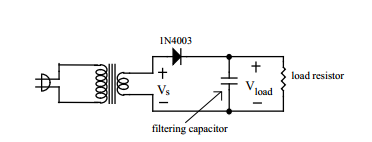 1N4003
+
+
load resistor
Vs
Vload
−
−
filtering capacitor